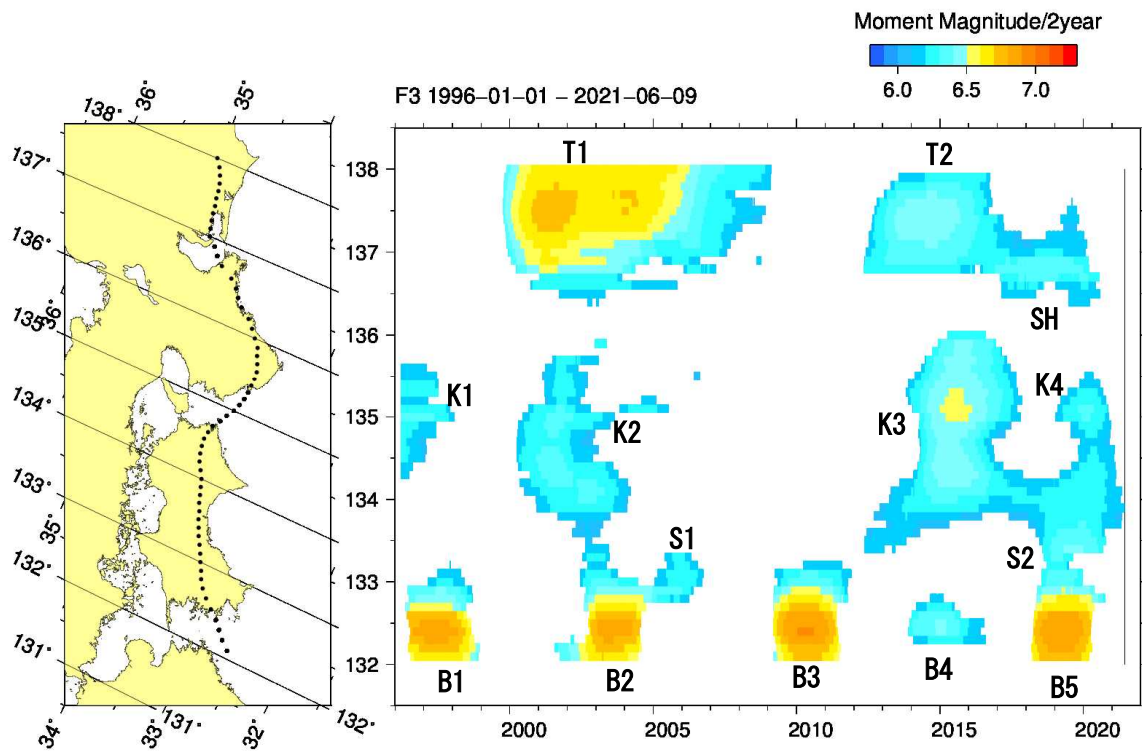 Moment Magnitude/2year
6.0 6.5 7.0
F3 1996-01-01 - 2021-06-09
138° 36° 35°
137°
136°
36°
135°
134°
133°
35°
132°
131°
34° 33° 131° 32° 132°
138
137
136
135
134
133
132
T1 T2
SH
K1 K2 K3 K4
S1 S2
B1 B2 B3 B4 B5
2000 2005 2010 2015 2020